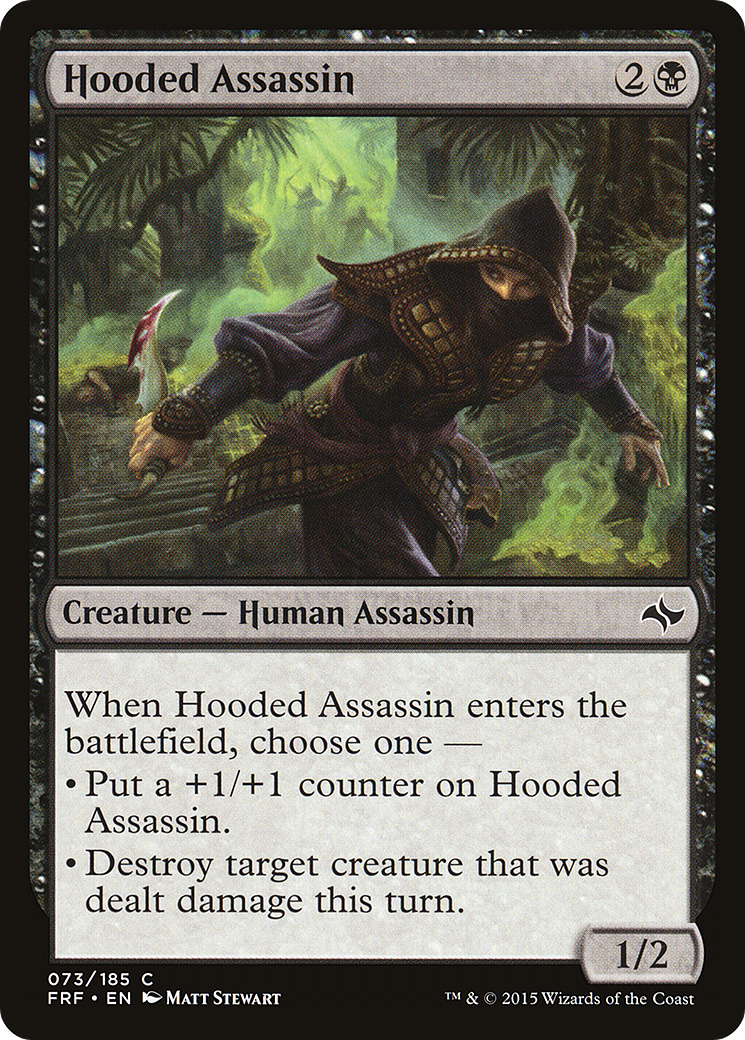 Hooded Assassin 2
Creature — Human Assassin
When Hooded Assassin enters the
battlefield, choose one —
• Put a +1/+1 counter on Hooded
Assassin.
• Destroy target creature that was
dealt damage this turn.
1/2
073/185 C
FRF • EN Matt Stewart
™ & © 2015 Wizards of the Coast